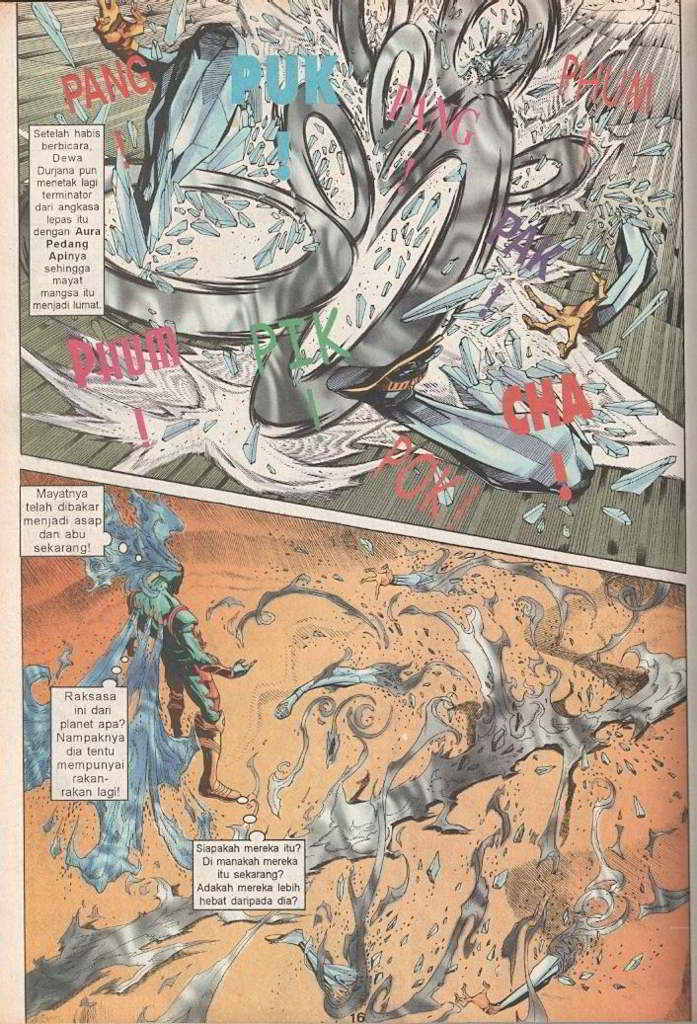 PANG
!
PUK
!
PANG
!
PHUM
!
Setelah habis
berbicara,
Dewa
Durjana pun
menetak lagi
terminator
dari angkasa
lepas itu
dengan Aura
Pedang
Apinya
sehingga
mayat
mangsa itu
menjadi lumat.
PAK
!
PHUM
!
PIK
!
CHA
!
POK!
Mayatnya
telah dibakar
menjadi asap
dan abu
sekarang!
Raksasa
ini dari
planet apa?
Nampaknya
dia tentu
mempunyai
rakan-
rakan lagi!
Siapakah mereka itu?
Di manakah mereka
itu sekarang?
Adakah mereka lebih
hebat daripada dia?
16